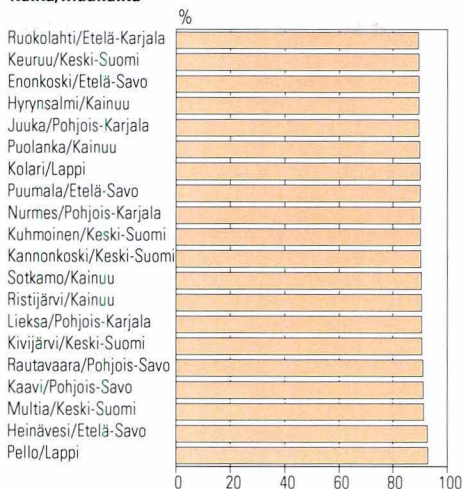 %
Ruokolahti/Etelä-Karjala
Keuruu/Keski-Suomi
Enonkoski/Etelä-Savo
Hyrynsalmi/Kainuu
Juuka/Pohjois-Karjala
Puolanka/Kainuu
Kolari/Lappi
Puumala/Etelä-Savo
Nurmes/Pohjois-Karjala
Kuhmoinen/Keski-Suomi
Kannonkoski/Keski-Suomi
Sotkamo/Kainuu
Ristijärvi/Kainuu
Lieksa/Pohjois-Karjala
Kivijärvi/Keski-Suomi
Rautavaara/Pohjois-Savo
Kaavi/Pohjois-Savo
Multia/Keski-Suomi
Heinävesi/Etelä-Savo
Pello/Lappi
0 20 40 60 80 100